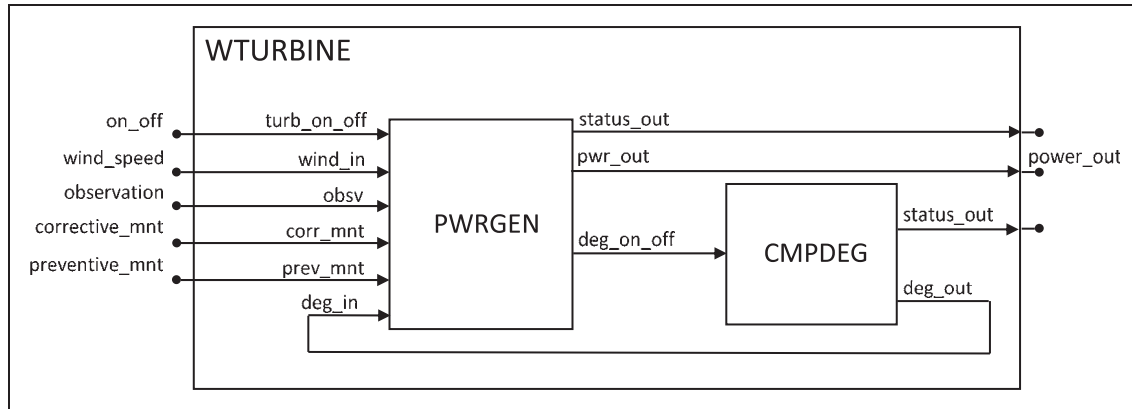 WTURBINE
on_off
turb_on_off
status_out
wind_speed
wind_in
pwr_out
power_out
observation
obsv
PWRGEN
corrective_mnt
corr_mnt
deg_on_off
CMPDEG
status_out
preventive_mnt
prev_mnt
deg_in
deg_out